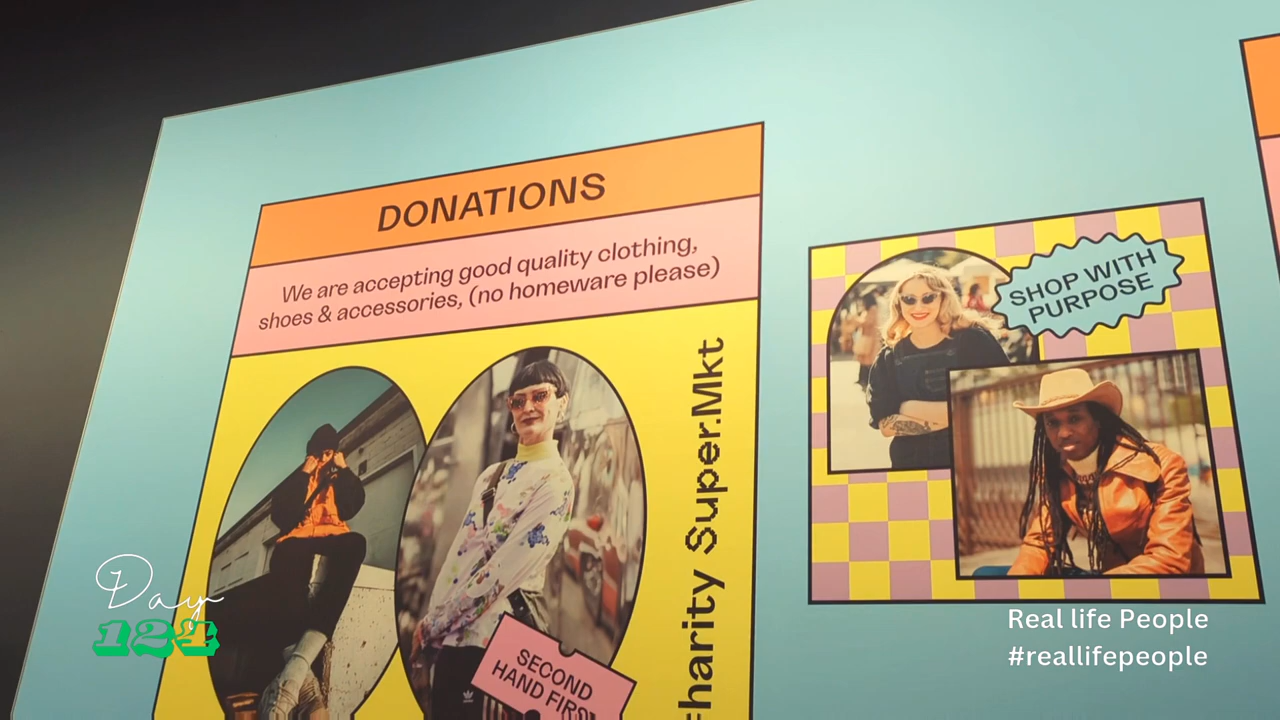 DONATIONS
We are accepting good quality clothing,
shoes & accessories, (no homeware please)
Charity Super.Mkt
SECOND
HAND FIRST
SHOP WITH
PURPOSE
Day
124
Real life People
#reallifepeople